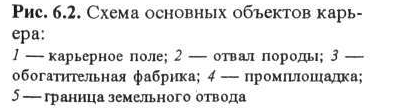 Рис. 6.2. Схема основных объектов карь-
ера:
1 — карьерное поле; 2 — отвал породы; 3 —
обогатительная фабрика; 4 — промплощадка;
5 — граница земельного отвода